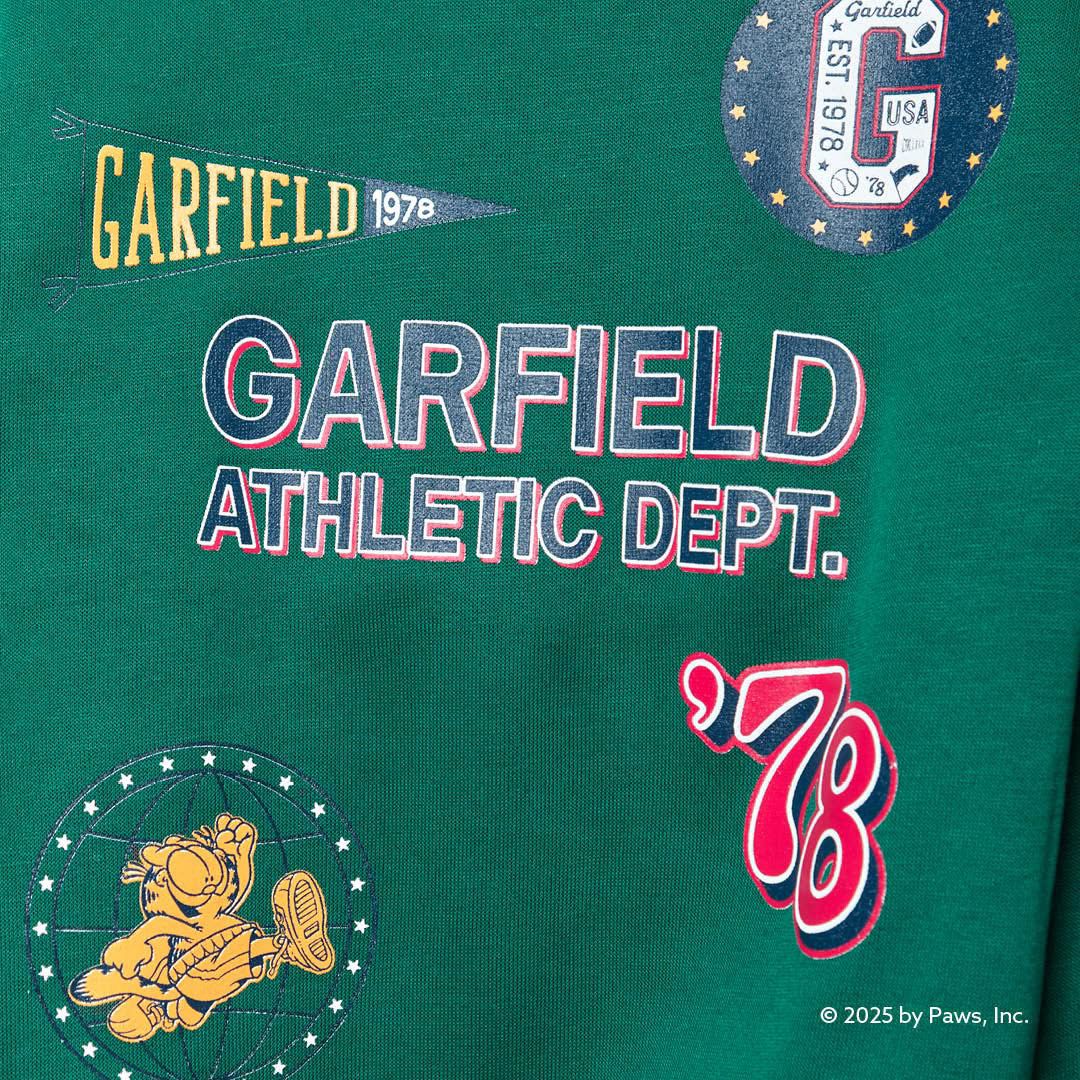 Garfield
EST. 1978
USA
'78
GARFIELD 1978
GARFIELD
ATHLETIC DEPT.
'78
© 2025 by Paws, Inc.